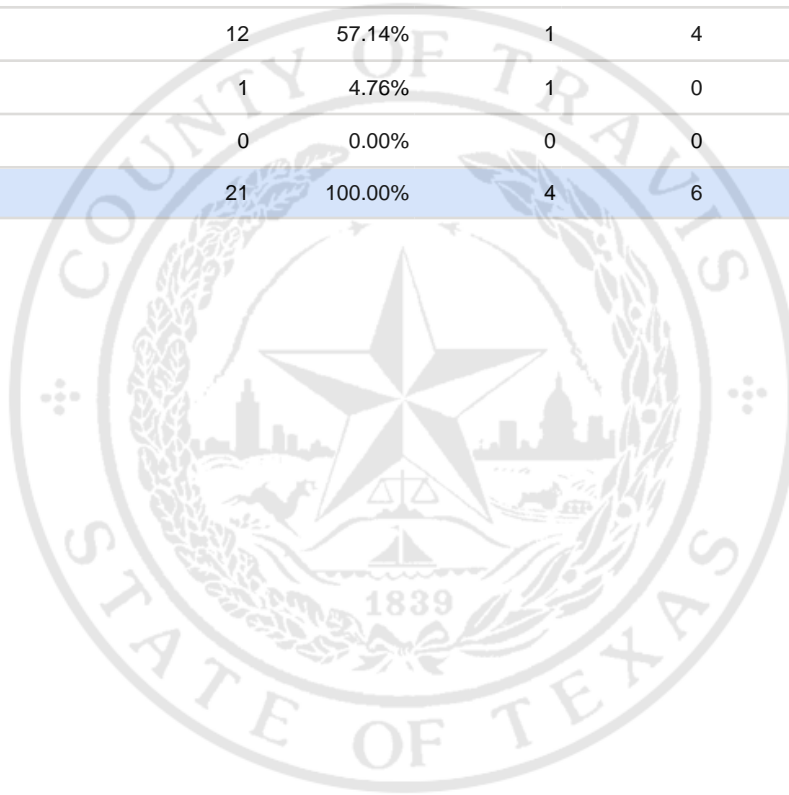 12 57.14% 1 4
1 4.76% 1 0
0 0.00% 0 0
21 100.00% 4 6
COUNTY OF TRAVIS
1839
STATE OF TEXAS